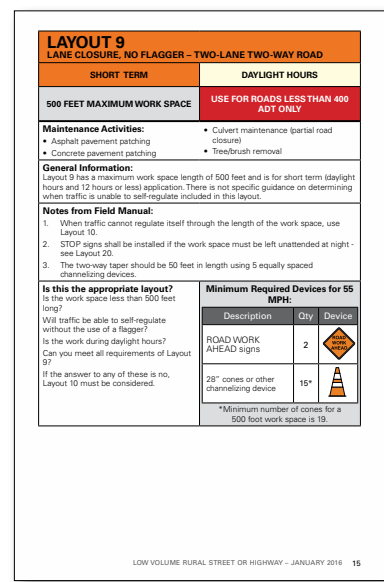 LAYOUT 9
LANE CLOSURE, NO FLAGGER – TWO-LANE TWO-WAY ROAD
SHORT TERM
DAYLIGHT HOURS
500 FEET MAXIMUM WORK SPACE
USE FOR ROADS LESS THAN 400
ADT ONLY
Maintenance Activities:
• Asphalt pavement patching
• Concrete pavement patching
• Culvert maintenance (partial road
closure)
• Tree/brush removal
General Information:
Layout 9 has a maximum work space length of 500 feet and is for short term (daylight
hours and 12 hours or less) application. There is not specific guidance on determining
when traffic is unable to self-regulate included in this layout.
Notes from Field Manual:
1. When traffic cannot regulate itself through the length of the work space, use
Layout 10.
2. STOP signs shall be installed if the work space must be left unattended at night -
see Layout 20.
3. The two-way taper should be 50 feet in length using 5 equally spaced
channelizing devices.
Is this the appropriate layout?
Is the work space less than 500 feet
long?
Will traffic be able to self-regulate
without the use of a flagger?
Is the work during daylight hours?
Can you meet all requirements of Layout
9?
If the answer to any of these is no,
Layout 10 must be considered.
Minimum Required Devices for 55
MPH:
Description Qty Device
ROAD WORK
AHEAD signs
2
ROAD
WORK
AHEAD
28" cones or other
channelizing device
15*
*Minimum number of cones for a
500 foot work space is 19.
LOW VOLUME RURAL STREET OR HIGHWAY – JANUARY 2016 15